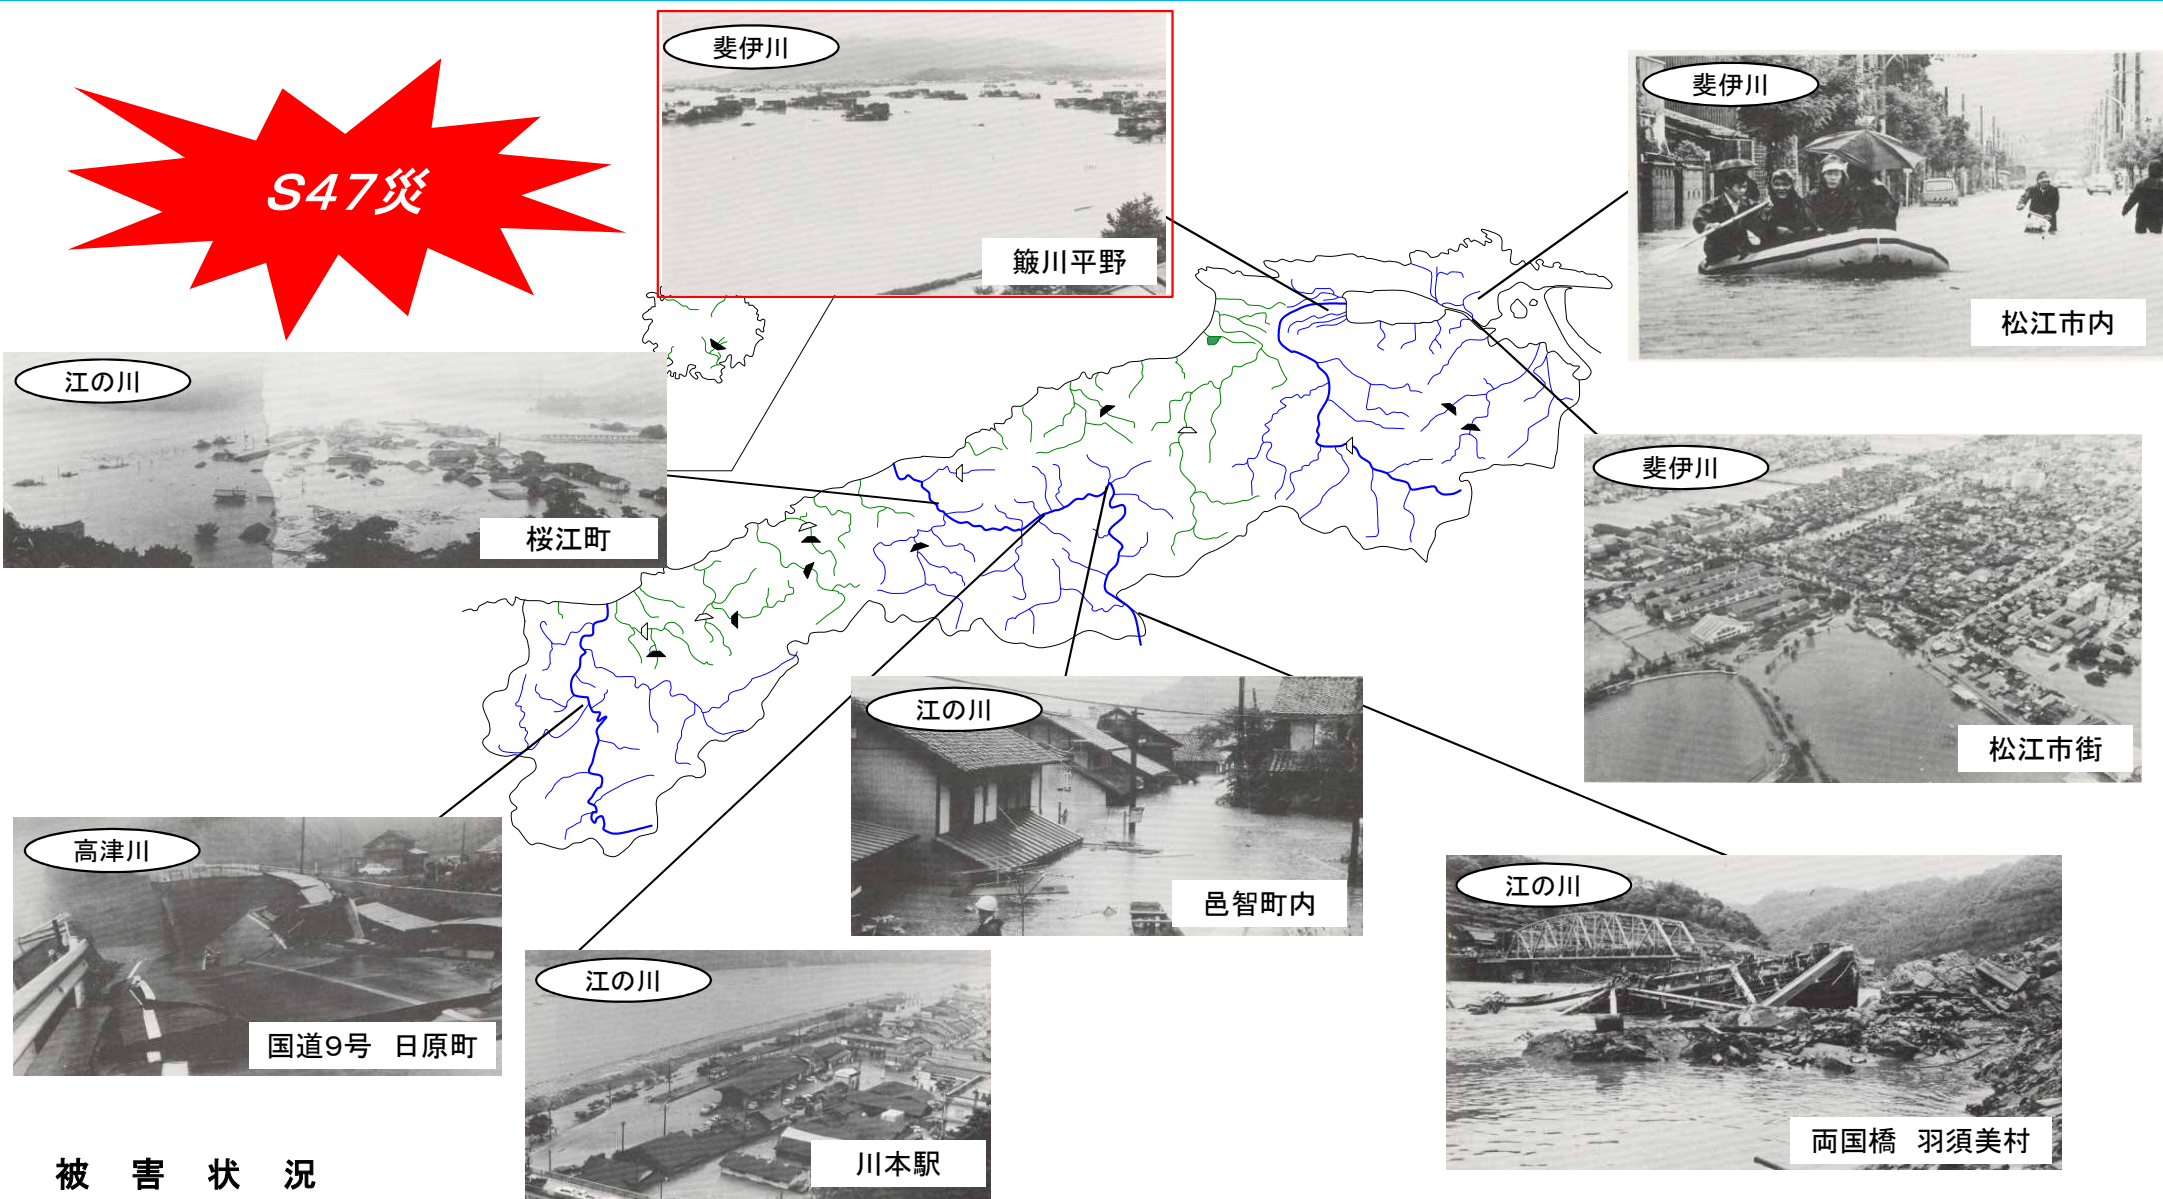 斐伊川
簸川平野
斐伊川
松江市内
S47災
江の川
桜江町
斐伊川
松江市街
江の川
邑智町内
高津川
国道9号　日原町
江の川
両国橋　羽須美村
江の川
川本駅
被　害　状　況